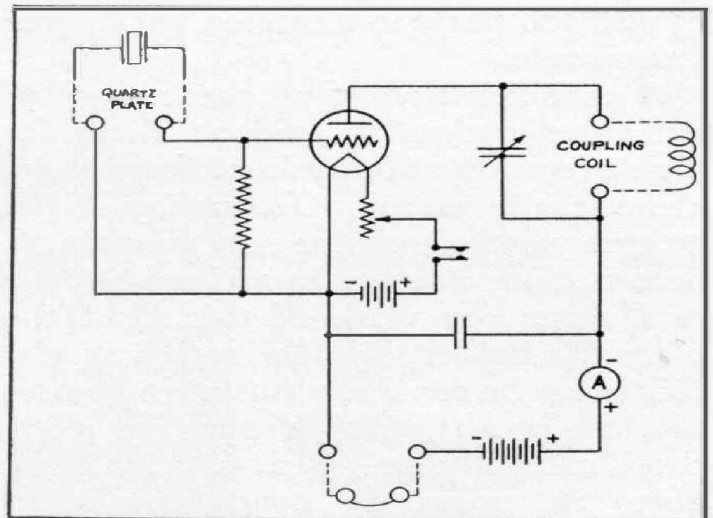 QUARTZ
PLATE
COUPLING
COIL
- +
-
A
+
- +